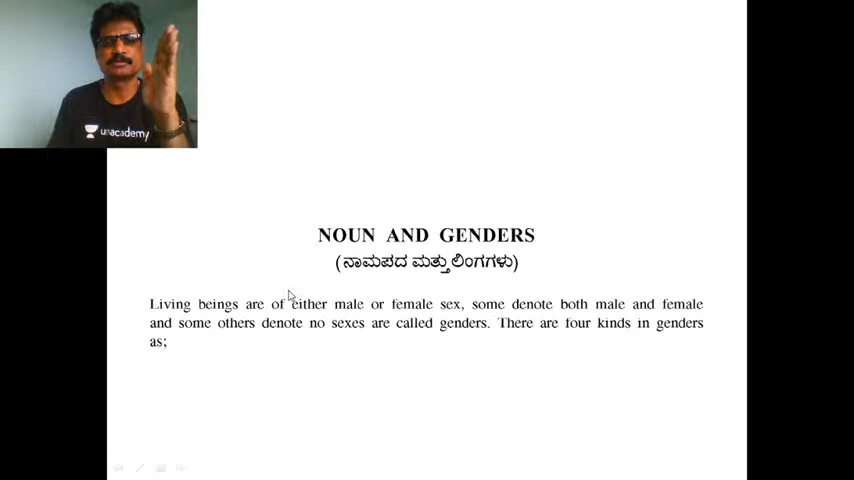 unacademy
NOUN AND GENDERS
(ನಾಮಪದ ಮತ್ತು ಲಿಂಗಗಳು)
Living beings are of either male or female sex, some denote both male and female
and some others denote no sexes are called genders. There are four kinds in genders
as;